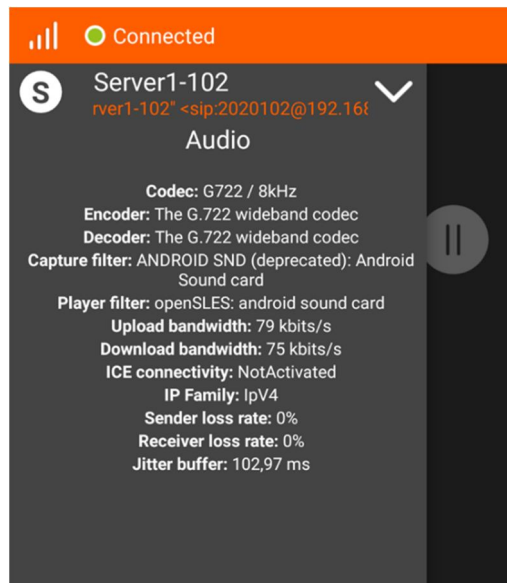 Connected
S
Server1-102
rver1-102" <sip:2020102@192.168
Audio
Codec: G722 / 8kHz
Encoder: The G.722 wideband codec
Decoder: The G.722 wideband codec
Capture filter: ANDROID SND (deprecated): Android
Sound card
Player filter: openSLES: android sound card
Upload bandwidth: 79 kbits/s
Download bandwidth: 75 kbits/s
ICE connectivity: NotActivated
IP Family: IpV4
Sender loss rate: 0%
Receiver loss rate: 0%
Jitter buffer: 102,97 ms